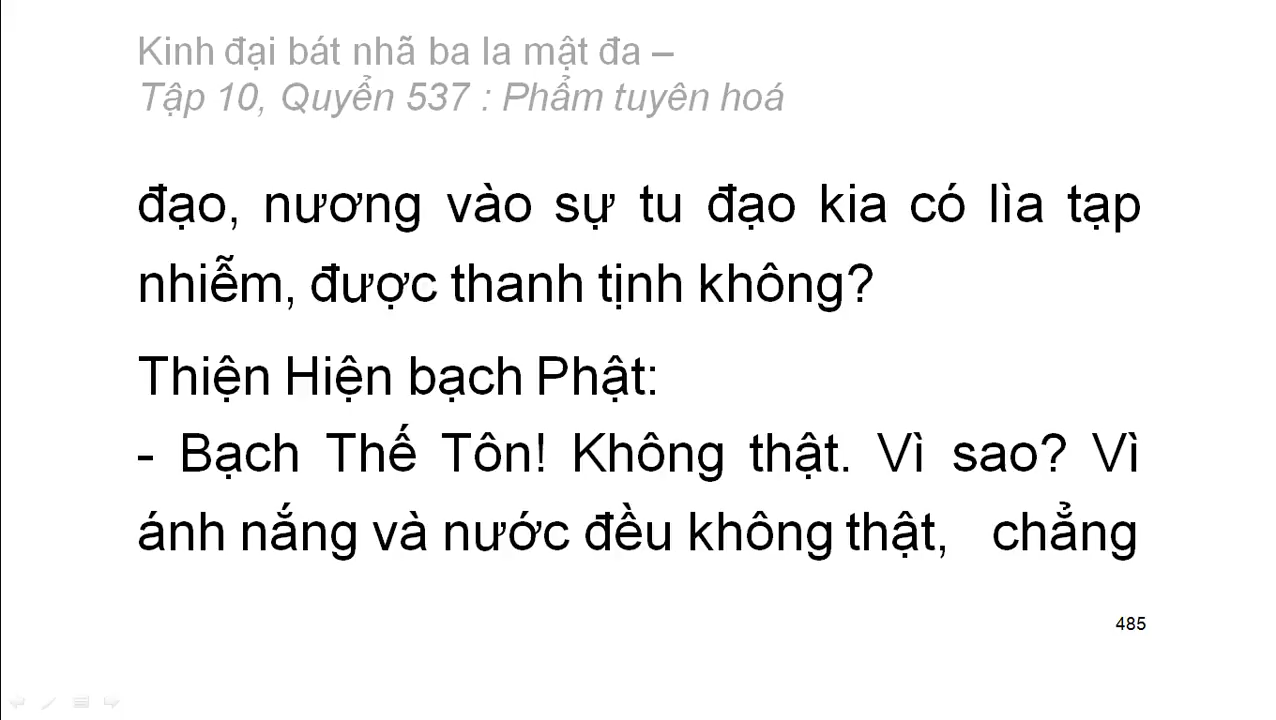 Kinh đại bát nhã ba la mật đa –
Tập 10, Quyển 537 : Phẩm tuyên hoá
đạo, nương vào sự tu đạo kia có lìa tạp
nhiễm, được thanh tịnh không?
Thiện Hiện bạch Phật:
- Bạch Thế Tôn! Không thật. Vì sao? Vì
ánh nắng và nước đều không thật, chẳng
485